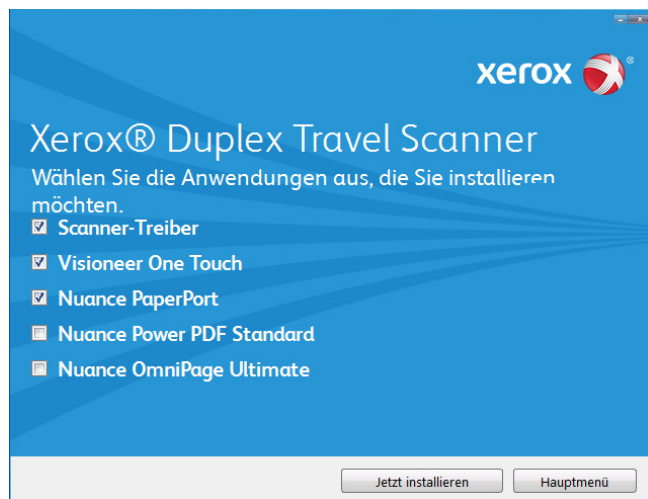 xerox ®
Xerox® Duplex Travel Scanner
Wählen Sie die Anwendungen aus, die Sie installieren
möchten.
Scanner-Treiber
Visioneer One Touch
Nuance PaperPort
Nuance Power PDF Standard
Nuance OmniPage Ultimate
Jetzt installieren Hauptmenü